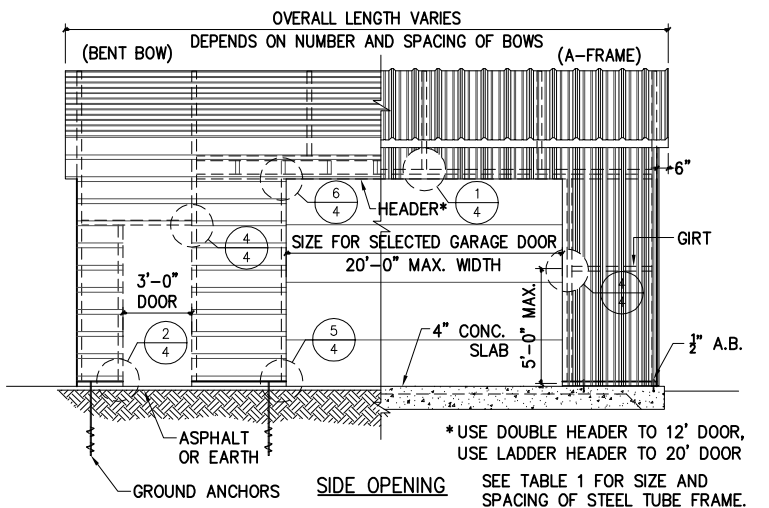 OVERALL LENGTH VARIES
DEPENDS ON NUMBER AND SPACING OF BOWS
(BENT BOW)
(A-FRAME)
6"
6
4
HEADER*
1
4
4
4
SIZE FOR SELECTED GARAGE DOOR
20'-0" MAX. WIDTH
GIRT
3'-0"
DOOR
4
4
5'-0" MAX.
2
4
5
4
4" CONC.
SLAB
½" A.B.
ASPHALT
OR EARTH
GROUND ANCHORS
* USE DOUBLE HEADER TO 12' DOOR,
USE LADDER HEADER TO 20' DOOR
SIDE OPENING
SEE TABLE 1 FOR SIZE AND
SPACING OF STEEL TUBE FRAME.